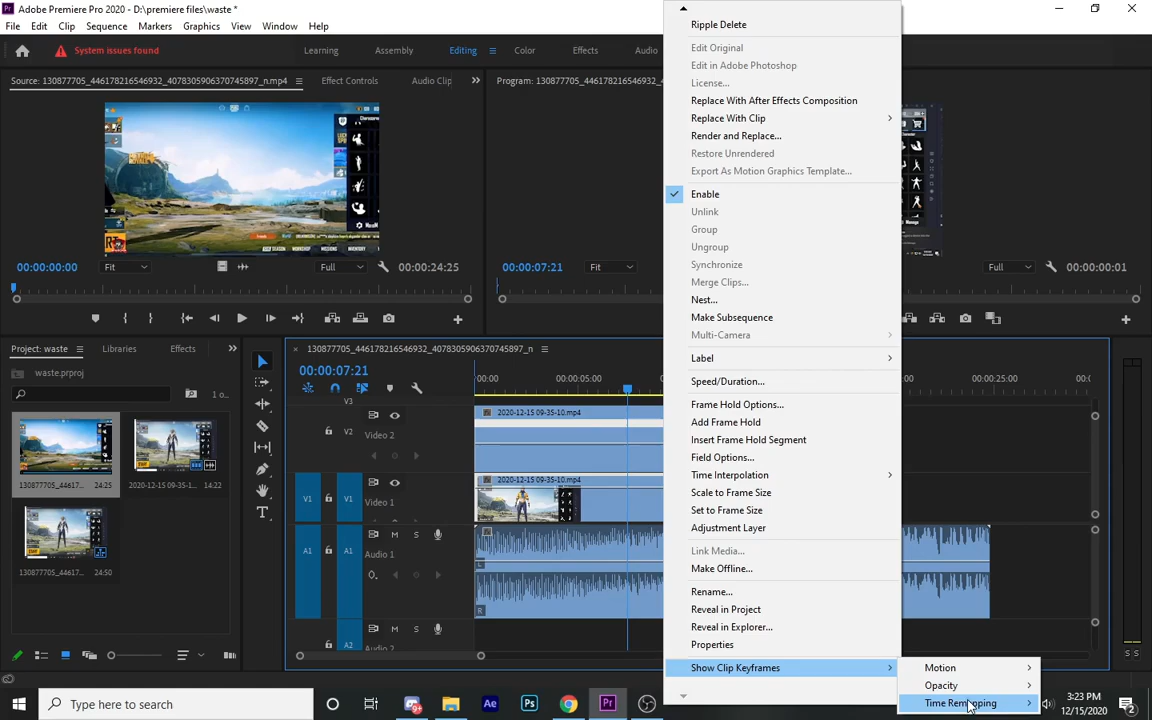 Adobe Premiere Pro 2020 - D:\premiere files\waste *
File Edit Clip Sequence Markers Graphics View Window Help
System issues found
Learning Assembly Editing Color Effects Audio
Source: 130877705_446178216546932_4078305906370745897_n.mp4 Effect Controls Audio Clip
Program: 130877705_446178216546932_
00:00:00:00 Fit Full 00:00:24:25
00:00:07:21 Fit Full 00:00:00:01
Project: waste Libraries Effects
waste.prproj
1 o...
130877705_44617... 24:25
2020-12-15 09-35-1... 14:22
130877705_44617... 24:50
130877705_446178216546932_4078305906370745897_n
00:00:07:21
:00:00 00:00:05:00 00:00:25:00 00:0
V3
2020-12-15 09-35-10.mp4
V2 Video 2
2020-12-15 09-35-10.mp4
V1 V1 Video 1
A1 A1 M S
Audio 1
L
R
A2 M S
Audio 2
S S
Ripple Delete
Edit Original
Edit in Adobe Photoshop
License...
Replace With After Effects Composition
Replace With Clip
Render and Replace...
Restore Unrendered
Export As Motion Graphics Template...
Enable
Unlink
Group
Ungroup
Synchronize
Merge Clips...
Nest...
Make Subsequence
Multi-Camera
Label
Speed/Duration...
Frame Hold Options...
Add Frame Hold
Insert Frame Hold Segment
Field Options...
Time Interpolation
Scale to Frame Size
Set to Frame Size
Adjustment Layer
Link Media...
Make Offline...
Rename...
Reveal in Project
Reveal in Explorer...
Properties
Show Clip Keyframes
Motion
Opacity
Time Remapping
Type here to search
Ae Ps Pr
3:23 PM
12/15/2020
2